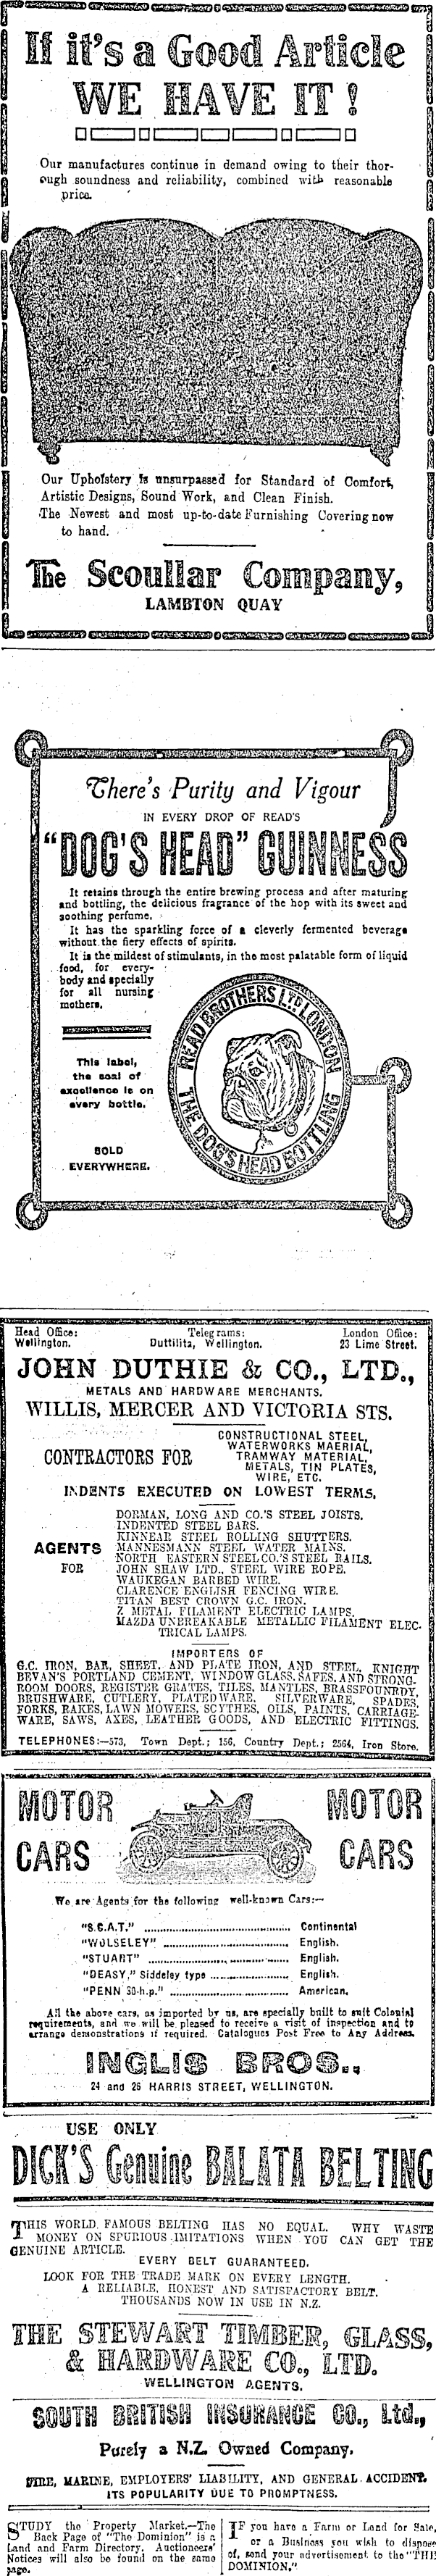 If it's a Good Article
WE HAVE IT!
Our manufactures continue in demand owing to their thor-
ough soundness and reliability, combined with reasonable
price.
Our Upholstery is unsurpassed for Standard of Comfort,
Artistic Designs, Sound Work, and Clean Finish.
The Newest and most up-to-date Furnishing Covering now
to hand.
The Scoullar Company,
LAMBTON QUAY
There's Purity and Vigour
IN EVERY DROP OF READ'S
"DOG'S HEAD" GUINNESS
It retains through the entire brewing process and after maturing
and bottling, the delicious fragrance of the hop with its sweet and
soothing perfume.
It has the sparkling force of a cleverly fermented beverage
without the fiery effects of spirits.
It is the mildest of stimulants, in the most palatable form of liquid
food, for every-
body and specially
for all nursing
mothers.
This label,
the seal of
excellence is on
every bottle.
SOLD
EVERYWHERE.
READ BROTHERS LTD LONDON
THE DOG'S HEAD BOTTLING
Head Office: Telegrams: London Office:
Wellington. Duttilita, Wellington. 23 Lime Street.
JOHN DUTHIE & CO., LTD.,
METALS AND HARDWARE MERCHANTS.
WILLIS, MERCER AND VICTORIA STS.
CONTRACTORS FOR
CONSTRUCTIONAL STEEL,
WATERWORKS MAERIAL,
TRAMWAY MATERIAL,
METALS, TIN PLATES,
WIRE, ETC.
INDENTS EXECUTED ON LOWEST TERMS.
AGENTS
FOR
DORMAN, LONG AND CO.'S STEEL JOISTS.
INDENTED STEEL BARS.
KINNEAR STEEL ROLLING SHUTTERS.
MANNESMANN STEEL WATER MAINS.
NORTH EASTERN STEEL CO.'S STEEL RAILS.
JOHN SHAW LTD., STEEL WIRE ROPE.
WAUKEGAN BARBED WIRE.
CLARENCE ENGLISH FENCING WIRE.
TITAN BEST CROWN G.C. IRON.
Z METAL FILAMENT ELECTRIC LAMPS.
MAZDA UNBREAKABLE METALLIC FILAMENT ELEC-
TRICAL LAMPS.
IMPORTERS OF
G.C. IRON, BAR, SHEET, AND PLATE IRON, AND STEEL, KNIGHT
BEVAN'S PORTLAND CEMENT, WINDOW GLASS, SAFES, AND STRONG-
ROOM DOORS, REGISTER GRATES, TILES, MANTLES, BRASSFOUNDRY,
BRUSHWARE, CUTLERY, PLATEDWARE, SILVERWARE, SPADES,
FORKS, RAKES, LAWN MOWERS, SCYTHES, OILS, PAINTS, CARRIAGE-
WARE, SAWS, AXES, LEATHER GOODS, AND ELECTRIC FITTINGS.
TELEPHONES:—573, Town Dept.; 156, Country Dept.; 2564, Iron Store.
MOTOR MOTOR
CARS CARS
We are Agents for the following well-known Cars:—
"S.C.A.T." ........ Continental
"WOLSELEY" ........ English.
"STUART" ........ English.
"DEASY," Siddeley type ........ English.
"PENN 30-h.p." ........ American.
All the above cars, as imported by us, are specially built to suit Colonial
requirements, and we will be pleased to receive a visit of inspection and to
arrange demonstrations if required. Catalogues Post Free to Any Address.
INGLIS BROS.,
24 and 26 HARRIS STREET, WELLINGTON.
USE ONLY
DICK'S Genuine BALATA BELTING
THIS WORLD FAMOUS BELTING HAS NO EQUAL. WHY WASTE
MONEY ON SPURIOUS IMITATIONS WHEN YOU CAN GET THE
GENUINE ARTICLE.
EVERY BELT GUARANTEED.
LOOK FOR THE TRADE MARK ON EVERY LENGTH.
A RELIABLE, HONEST AND SATISFACTORY BELT.
THOUSANDS NOW IN USE IN N.Z.
THE STEWART TIMBER, GLASS,
& HARDWARE CO., LTD.
WELLINGTON AGENTS.
SOUTH BRITISH INSURANCE CO., Ltd.,
Purely a N.Z. Owned Company.
FIRE, MARINE, EMPLOYERS' LIABILITY, AND GENERAL ACCIDENT.
ITS POPULARITY DUE TO PROMPTNESS.
STUDY the Property Market.—The
Back Page of "The Dominion" is a
Land and Farm Directory. Auctioneers'
Notices will also be found on the same
page.
IF you have a Farm or Land for Sale,
or a Business you wish to dispose
of, send your advertisement to the "THE
DOMINION."